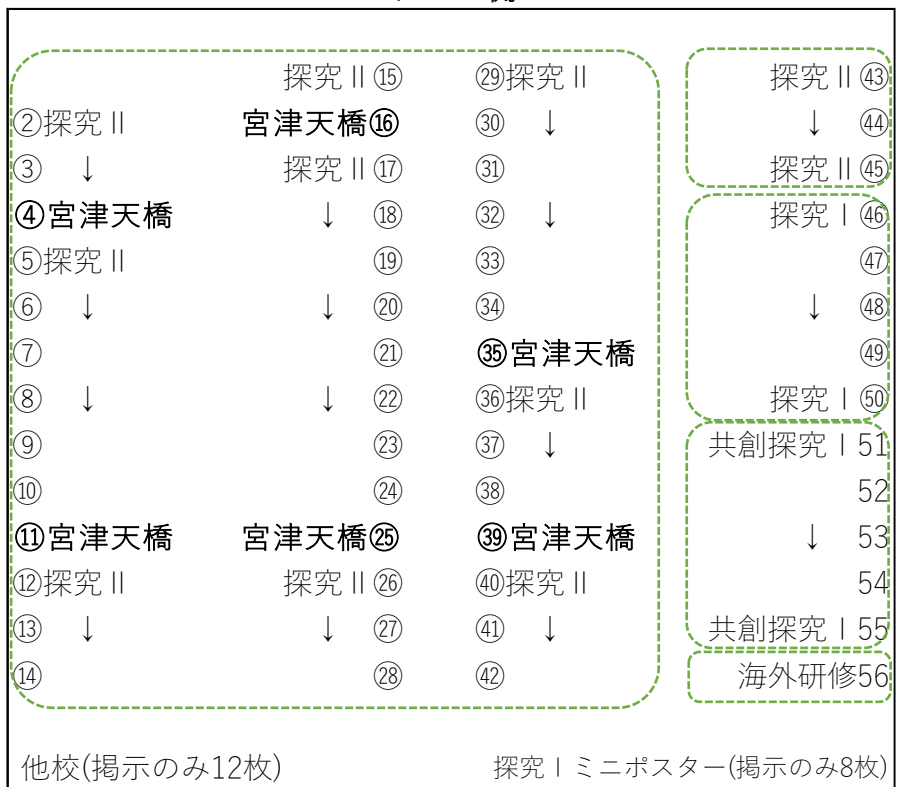 探究Ⅱ⑮ ㉙探究Ⅱ 探究Ⅱ㊸
②探究Ⅱ 宮津天橋⑯ ㉚ ↓ ↓ ㊹
③ ↓ 探究Ⅱ⑰ ㉛ 探究Ⅱ㊺
④宮津天橋 ↓ ⑱ ㉜ ↓ 探究Ⅰ㊻
⑤探究Ⅱ ⑲ ㉝ ㊼
⑥ ↓ ↓ ⑳ ㉞ ↓ ㊽
⑦ ㉑ ㉟宮津天橋 ㊾
⑧ ↓ ↓ ㉒ ㊱探究Ⅱ 探究Ⅰ㊿
⑨ ㉓ ㊲ ↓ 共創探究Ⅰ51
⑩ ㉔ ㊳ 52
⑪宮津天橋 宮津天橋㉕ ㊴宮津天橋 ↓ 53
⑫探究Ⅱ 探究Ⅱ㉖ ㊵探究Ⅱ 54
⑬ ↓ ↓ ㉗ ㊶ ↓ 共創探究Ⅰ55
⑭ ㉘ ㊷ 海外研修56
他校(掲示のみ12枚) 探究Ⅰミニポスター(掲示のみ8枚)